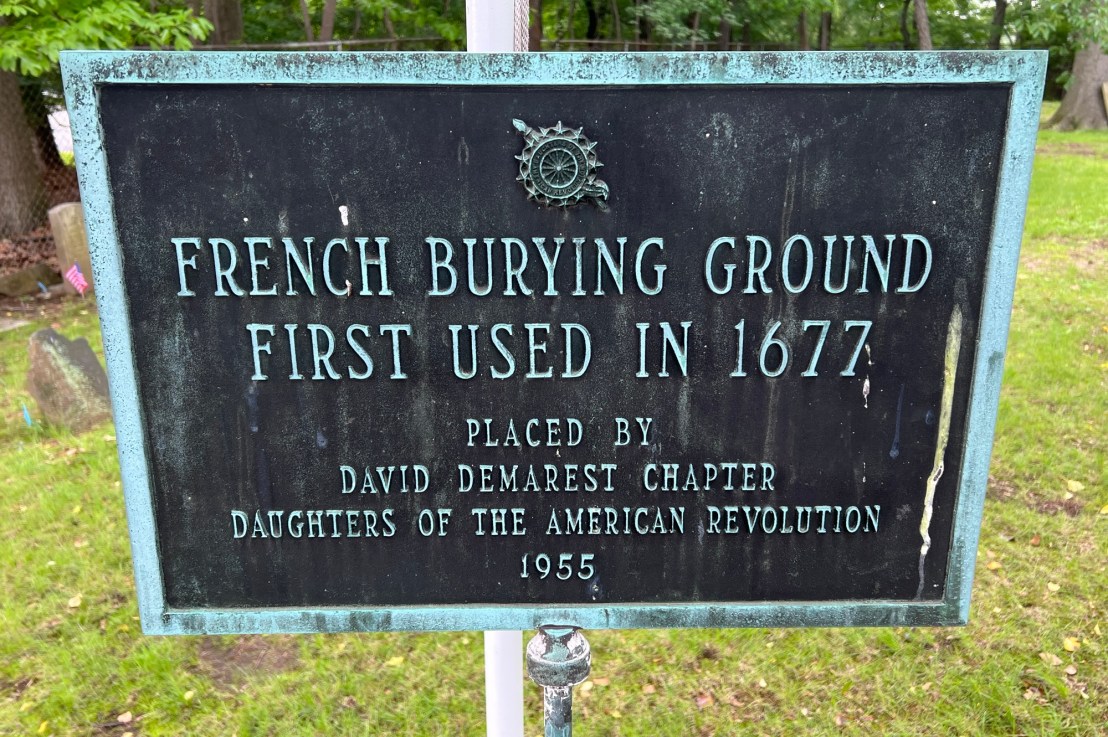 FRENCH BURYING GROUND
FIRST USED IN 1677
PLACED BY
DAVID DEMAREST CHAPTER
DAUGHTERS OF THE AMERICAN REVOLUTION
1955